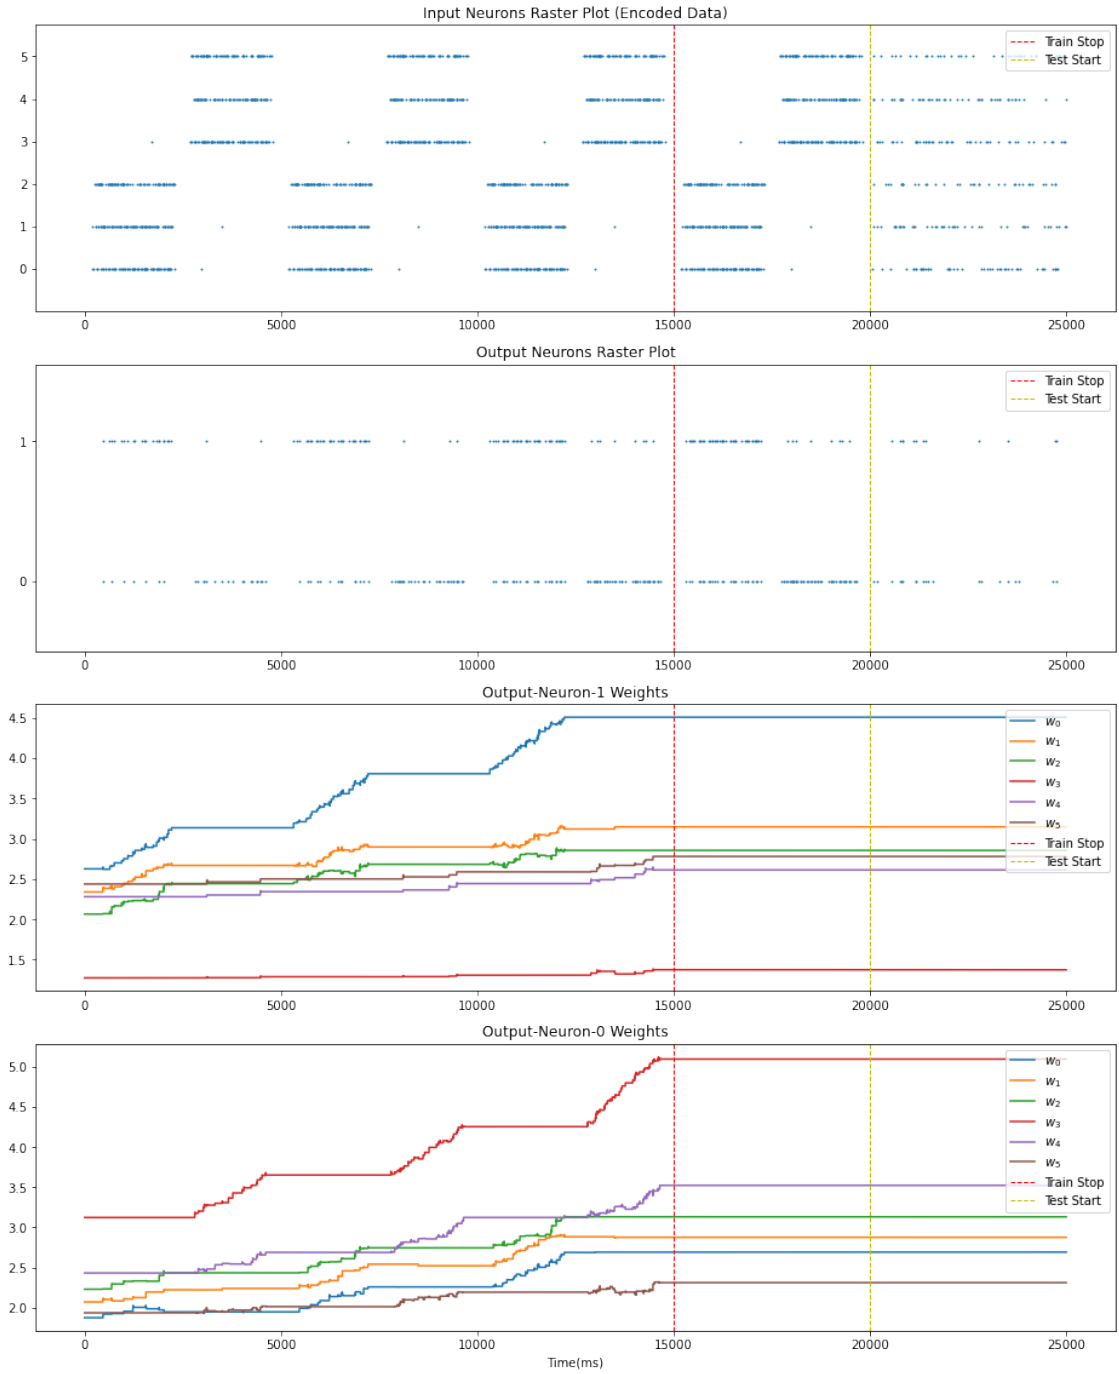 Input Neurons Raster Plot (Encoded Data)
5
4
3
2
1
0
Train Stop
Test Start
0 5000 10000 15000 20000 25000
Output Neurons Raster Plot
1
0
Train Stop
Test Start
0 5000 10000 15000 20000 25000
Output-Neuron-1 Weights
4.5
4.0
3.5
3.0
2.5
2.0
1.5
w0
w1
w2
w3
w4
w5
Train Stop
Test Start
0 5000 10000 15000 20000 25000
Output-Neuron-0 Weights
5.0
4.5
4.0
3.5
3.0
2.5
2.0
w0
w1
w2
w3
w4
w5
Train Stop
Test Start
0 5000 10000 15000 20000 25000
Time(ms)